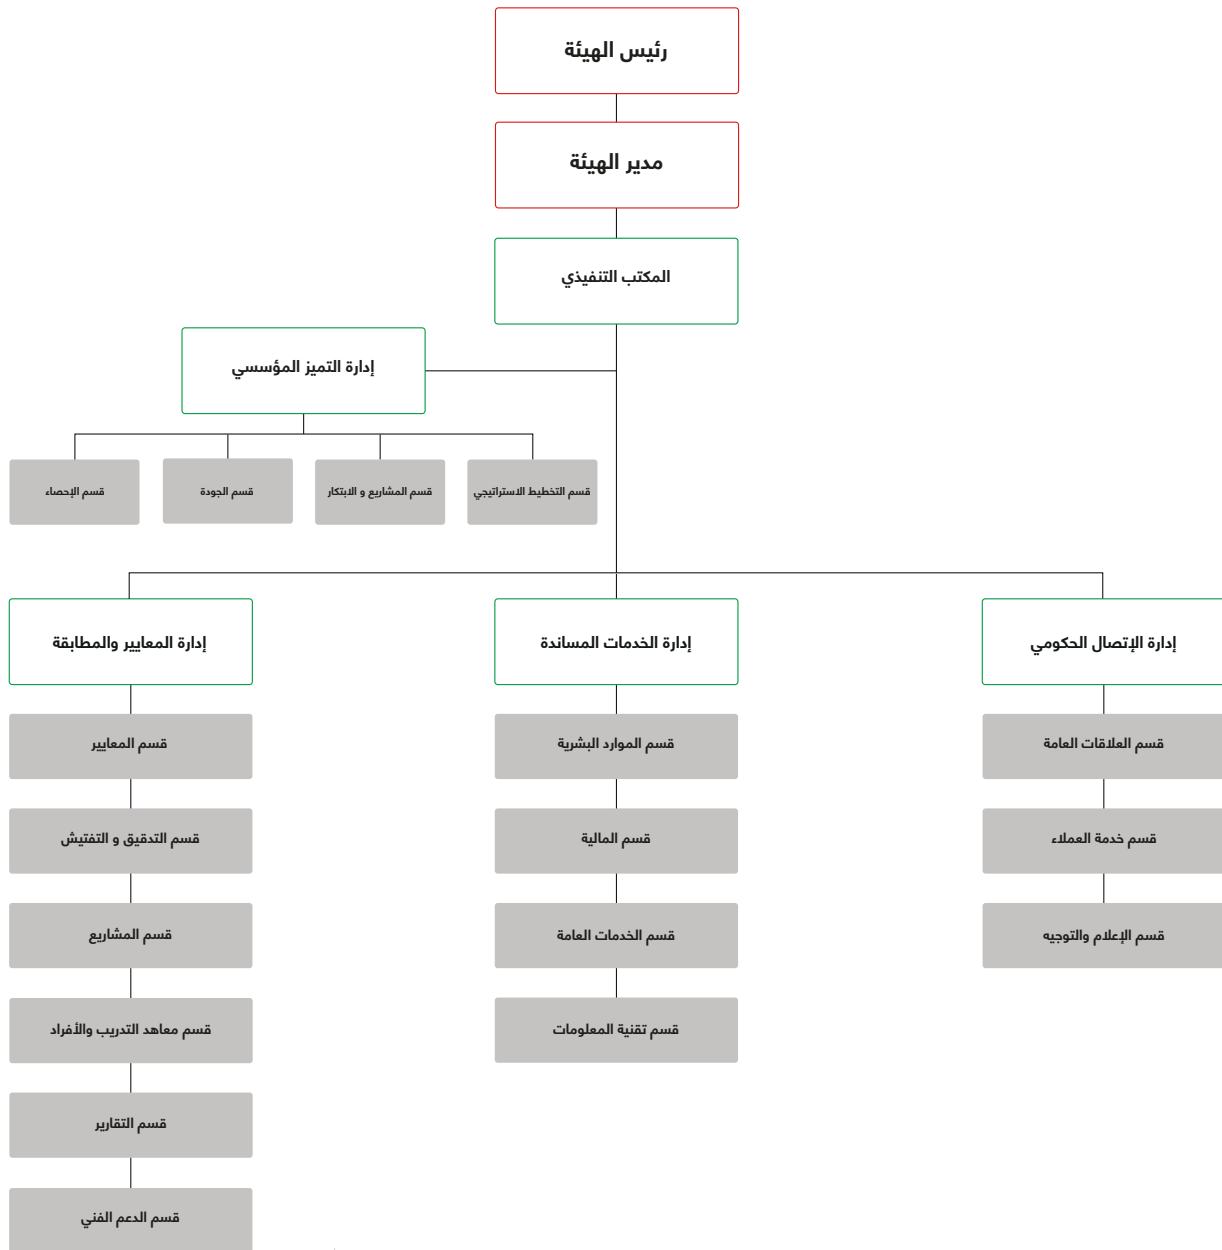 رئيس الهيئة
مدير الهيئة
المكتب التنفيذي
إدارة التميز المؤسسي
قسم التخطيط الاستراتيجي
قسم المشاريع و الابتكار
قسم الجودة
قسم الإحصاء
إدارة الإتصال الحكومي
إدارة الخدمات المساندة
إدارة المعايير والمطابقة
قسم العلاقات العامة
قسم الموارد البشرية
قسم المعايير
قسم خدمة العملاء
قسم المالية
قسم التدقيق و التفتيش
قسم الإعلام والتوجيه
قسم الخدمات العامة
قسم المشاريع
قسم تقنية المعلومات
قسم معاهد التدريب والأفراد
قسم التقارير
قسم الدعم الفني